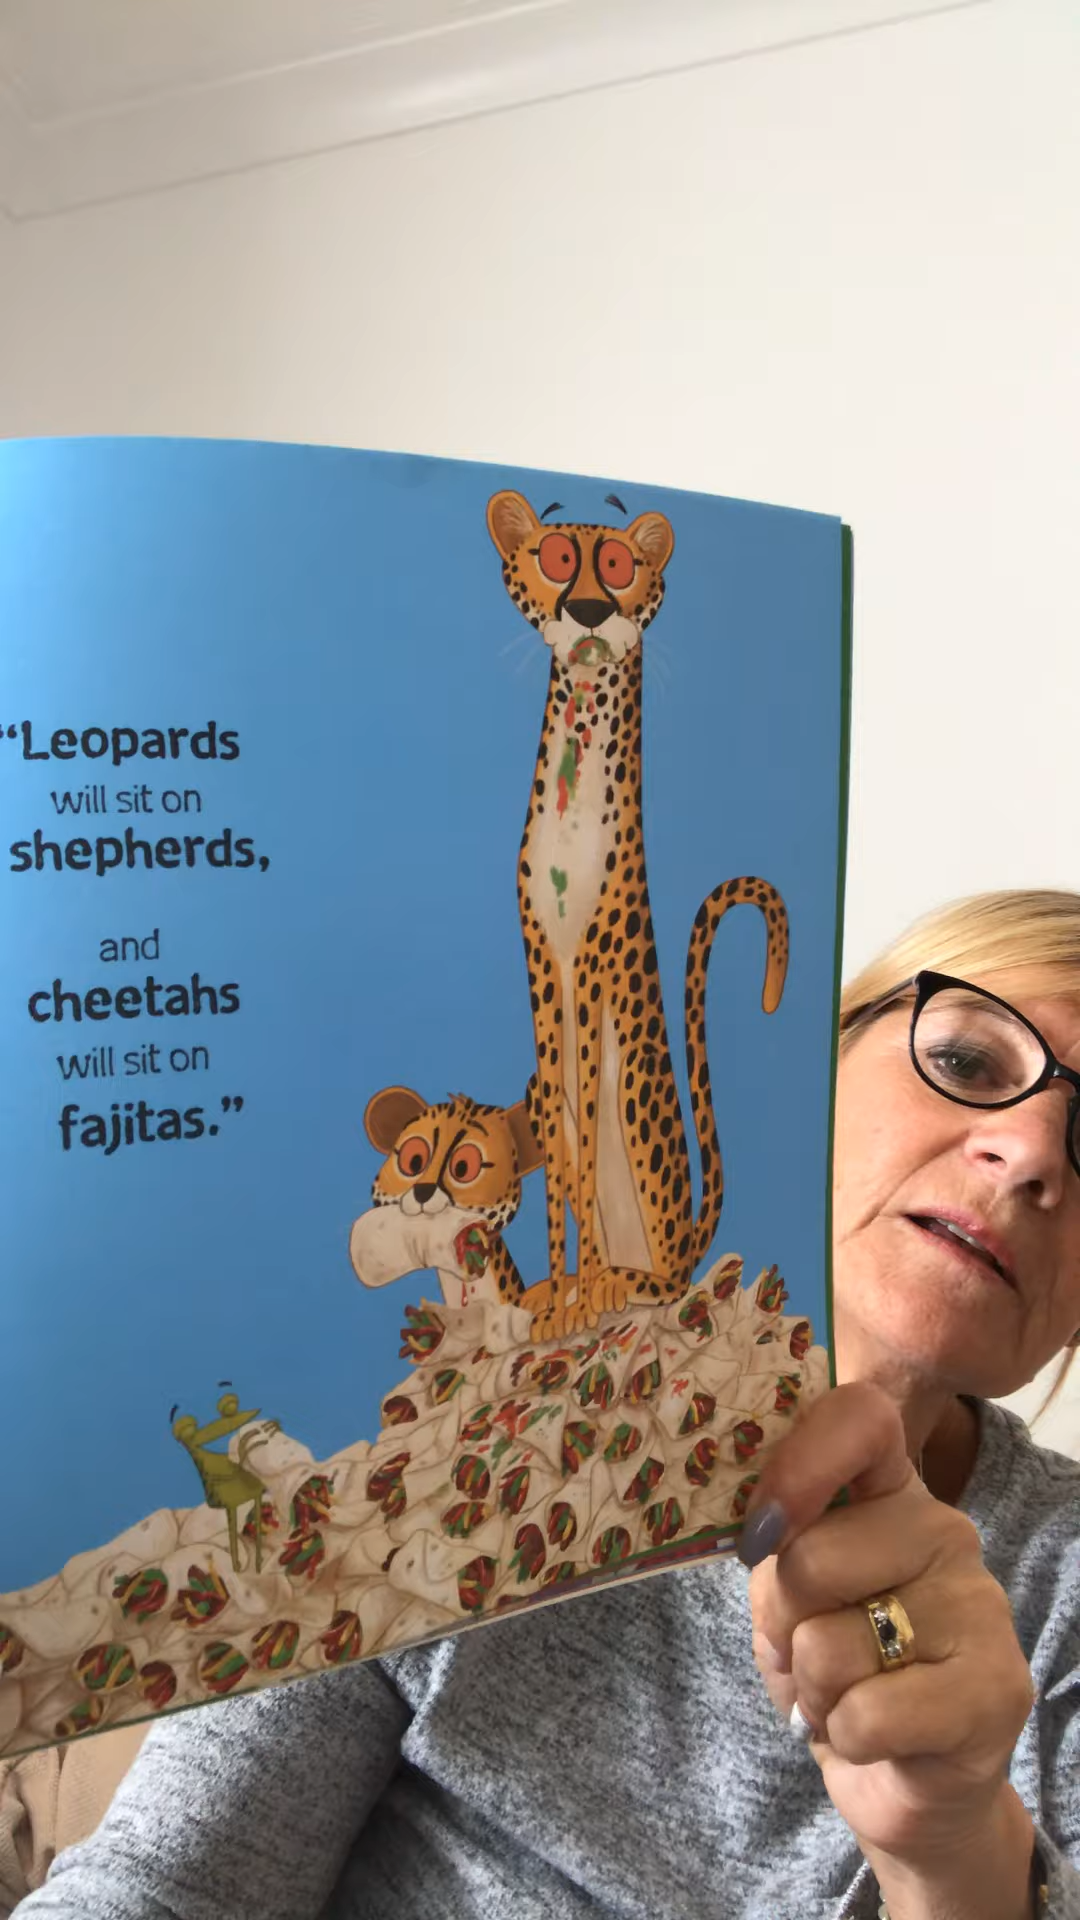 “Leopards
will sit on
shepherds,
and
cheetahs
will sit on
fajitas.”